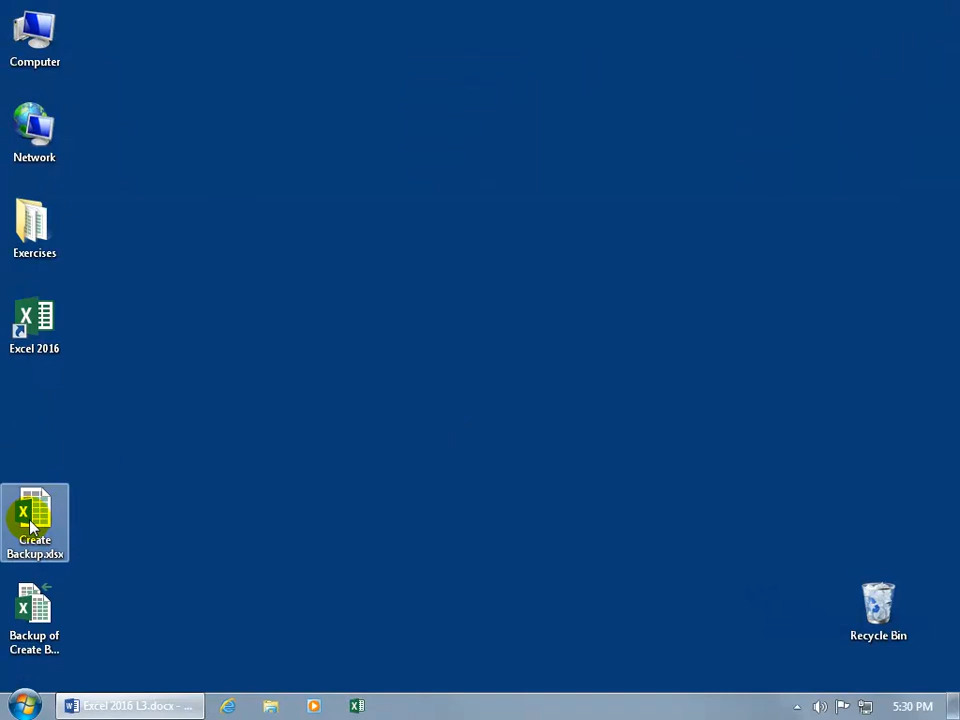 Computer
Network
Exercises
Excel 2016
Create
Backup.xlsx
Backup of
Create B...
Recycle Bin
Excel 2016 L3.docx - ...
5:30 PM